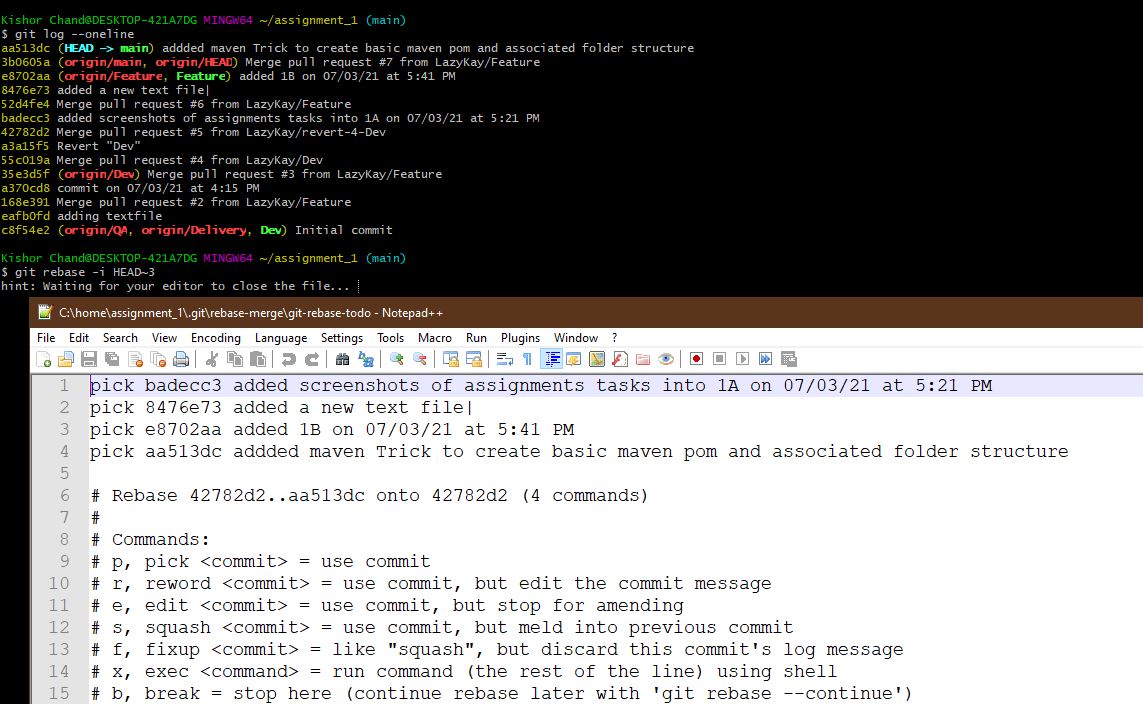 Kishor Chand@DESKTOP-421A7DG MINGW64 ~/assignment_1 (main)
$ git log --oneline
aa513dc (HEAD -> main) addded maven Trick to create basic maven pom and associated folder structure
3b0605a (origin/main, origin/HEAD) Merge pull request #7 from LazyKay/Feature
e8702aa (origin/Feature, Feature) added 1B on 07/03/21 at 5:41 PM
8476e73 added a new text file|
52d4fe4 Merge pull request #6 from LazyKay/Feature
badecc3 added screenshots of assignments tasks into 1A on 07/03/21 at 5:21 PM
42782d2 Merge pull request #5 from LazyKay/revert-4-Dev
a3a15f5 Revert "Dev"
55c019a Merge pull request #4 from LazyKay/Dev
35e3d5f (origin/Dev) Merge pull request #3 from LazyKay/Feature
a370cd8 commit on 07/03/21 at 4:15 PM
168e391 Merge pull request #2 from LazyKay/Feature
eafb0fd adding textfile
c8f54e2 (origin/QA, origin/Delivery, Dev) Initial commit
Kishor Chand@DESKTOP-421A7DG MINGW64 ~/assignment_1 (main)
$ git rebase -i HEAD~3
hint: Waiting for your editor to close the file...
C:\home\assignment_1\.git\rebase-merge\git-rebase-todo - Notepad++
File Edit Search View Encoding Language Settings Tools Macro Run Plugins Window ?
1 pick badecc3 added screenshots of assignments tasks into 1A on 07/03/21 at 5:21 PM
2 pick 8476e73 added a new text file|
3 pick e8702aa added 1B on 07/03/21 at 5:41 PM
4 pick aa513dc addded maven Trick to create basic maven pom and associated folder structure
5
6 # Rebase 42782d2..aa513dc onto 42782d2 (4 commands)
7 #
8 # Commands:
9 # p, pick <commit> = use commit
10 # r, reword <commit> = use commit, but edit the commit message
11 # e, edit <commit> = use commit, but stop for amending
12 # s, squash <commit> = use commit, but meld into previous commit
13 # f, fixup <commit> = like "squash", but discard this commit's log message
14 # x, exec <command> = run command (the rest of the line) using shell
15 # b, break = stop here (continue rebase later with 'git rebase --continue')